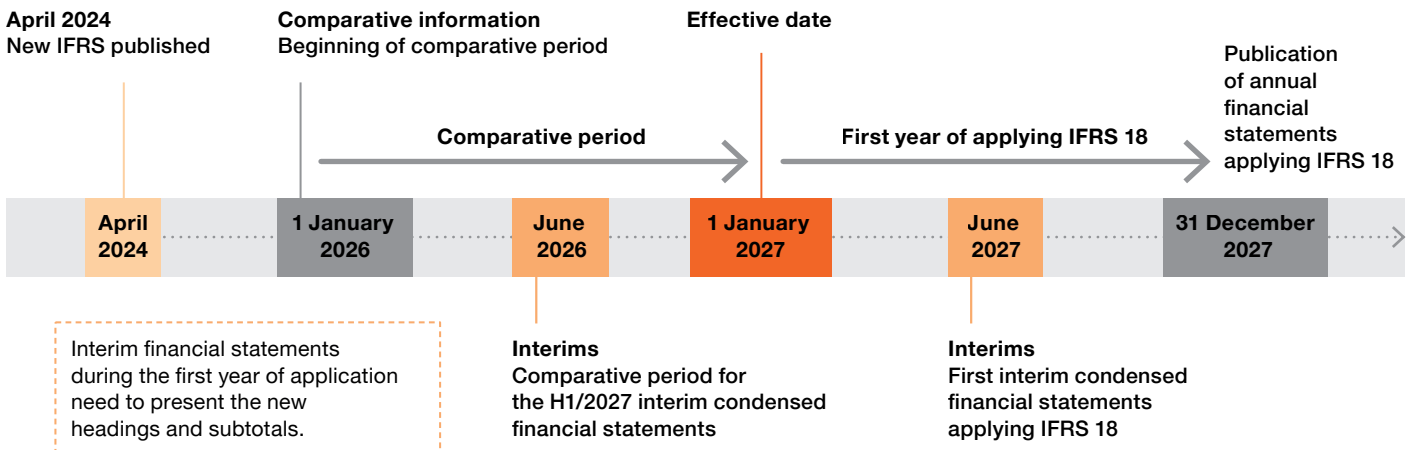 April 2024
New IFRS published
Comparative information
Beginning of comparative period
Effective date
Publication
of annual
financial
statements
applying IFRS 18
Comparative period
First year of applying IFRS 18
April
2024
1 January
2026
June
2026
1 January
2027
June
2027
31 December
2027
Interim financial statements
during the first year of application
need to present the new
headings and subtotals.
Interims
Comparative period for
the H1/2027 interim condensed
financial statements
Interims
First interim condensed
financial statements
applying IFRS 18